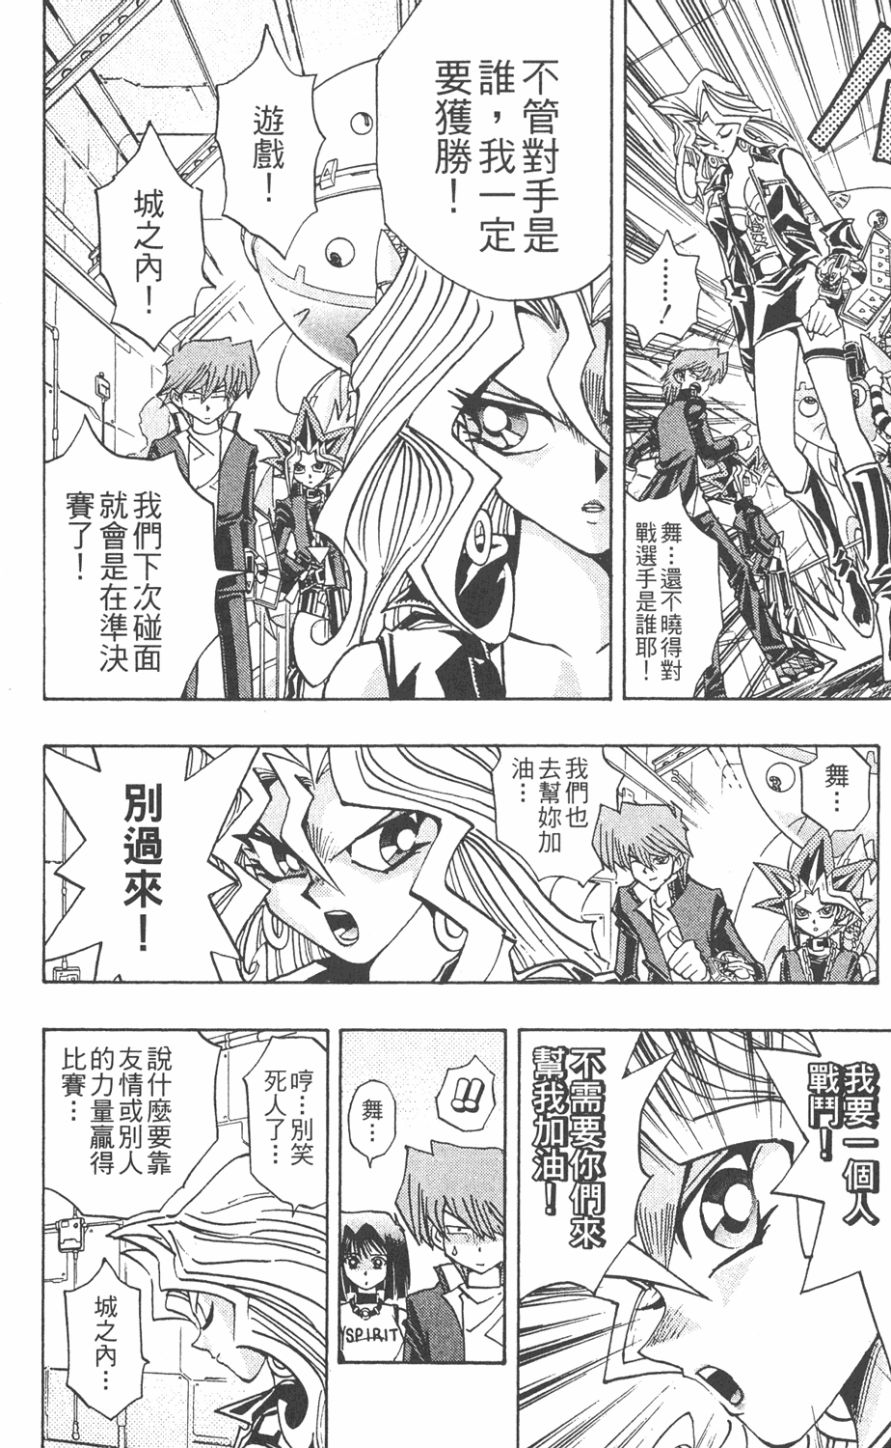 ……！
舞…還不曉得對
戰選手是誰耶！
不管對手是
誰，我一定
要獲勝！
遊戲！
城之內！
我們下次碰面
就會是在準決
賽了！
舞…
我們也
去幫妳加
油…
別過來！
我要一個人
戰鬥！
不需要你們來
幫我加油！
!!
舞…
SPIRIT
哼…別笑
死人了…
說什麼要靠
友情或別人
的力量贏得
比賽…
城之內…